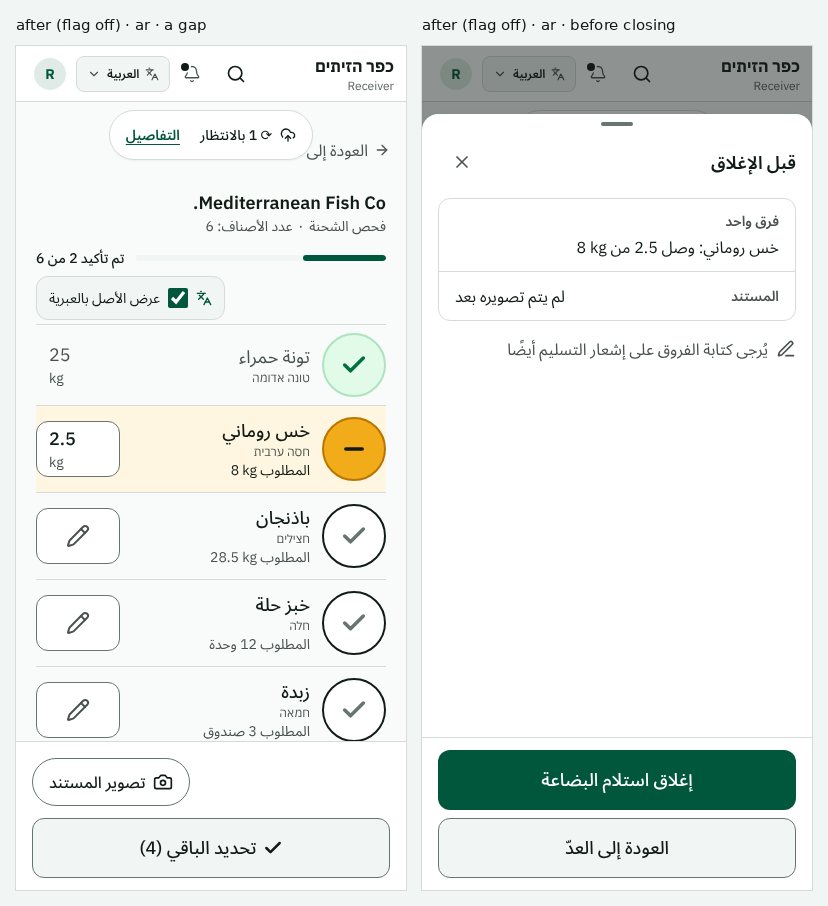 after (flag off) · ar · a gap
כפר הזיתים
Receiver
العربية
R
1 بالانتظار
التفاصيل
العودة إلى
Mediterranean Fish Co.
فحص الشحنة · عدد الأصناف: 6
تم تأكيد 2 من 6
عرض الأصل بالعبرية
تونة حمراء
טונה אדומה
25
kg
خس روماني
חסה ערבית
المطلوب 8 kg
2.5
kg
باذنجان
חצילים
المطلوب 28.5 kg
خبز حلة
חלה
المطلوب 12 وحدة
زبدة
חמאה
المطلوب 3 صندوق
تصوير المستند
تحديد الباقي (4)
after (flag off) · ar · before closing
כפר הזיתים
Receiver
العربية
R
قبل الإغلاق
فرق واحد
خس روماني: وصل 2.5 من 8 kg
المستند
لم يتم تصويره بعد
يُرجى كتابة الفروق على إشعار التسليم أيضًا
إغلاق استلام البضاعة
العودة إلى العدّ